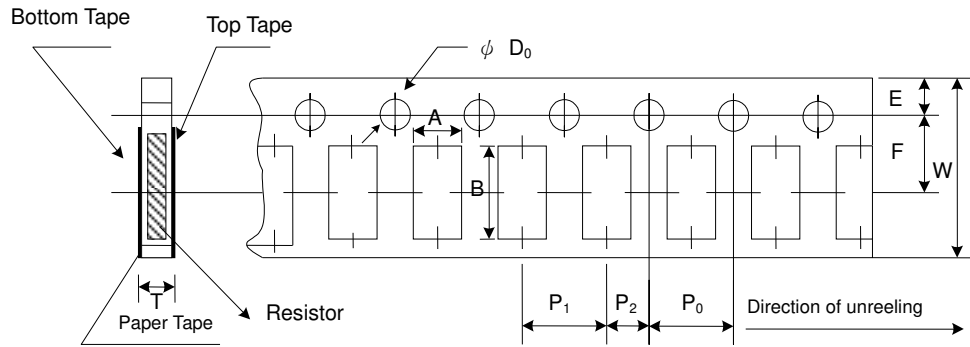 Bottom Tape
Top Tape
ψ D₀
A
B
E
F
W
T
Paper Tape
Resistor
P₁
P₂
P₀
Direction of unreeling